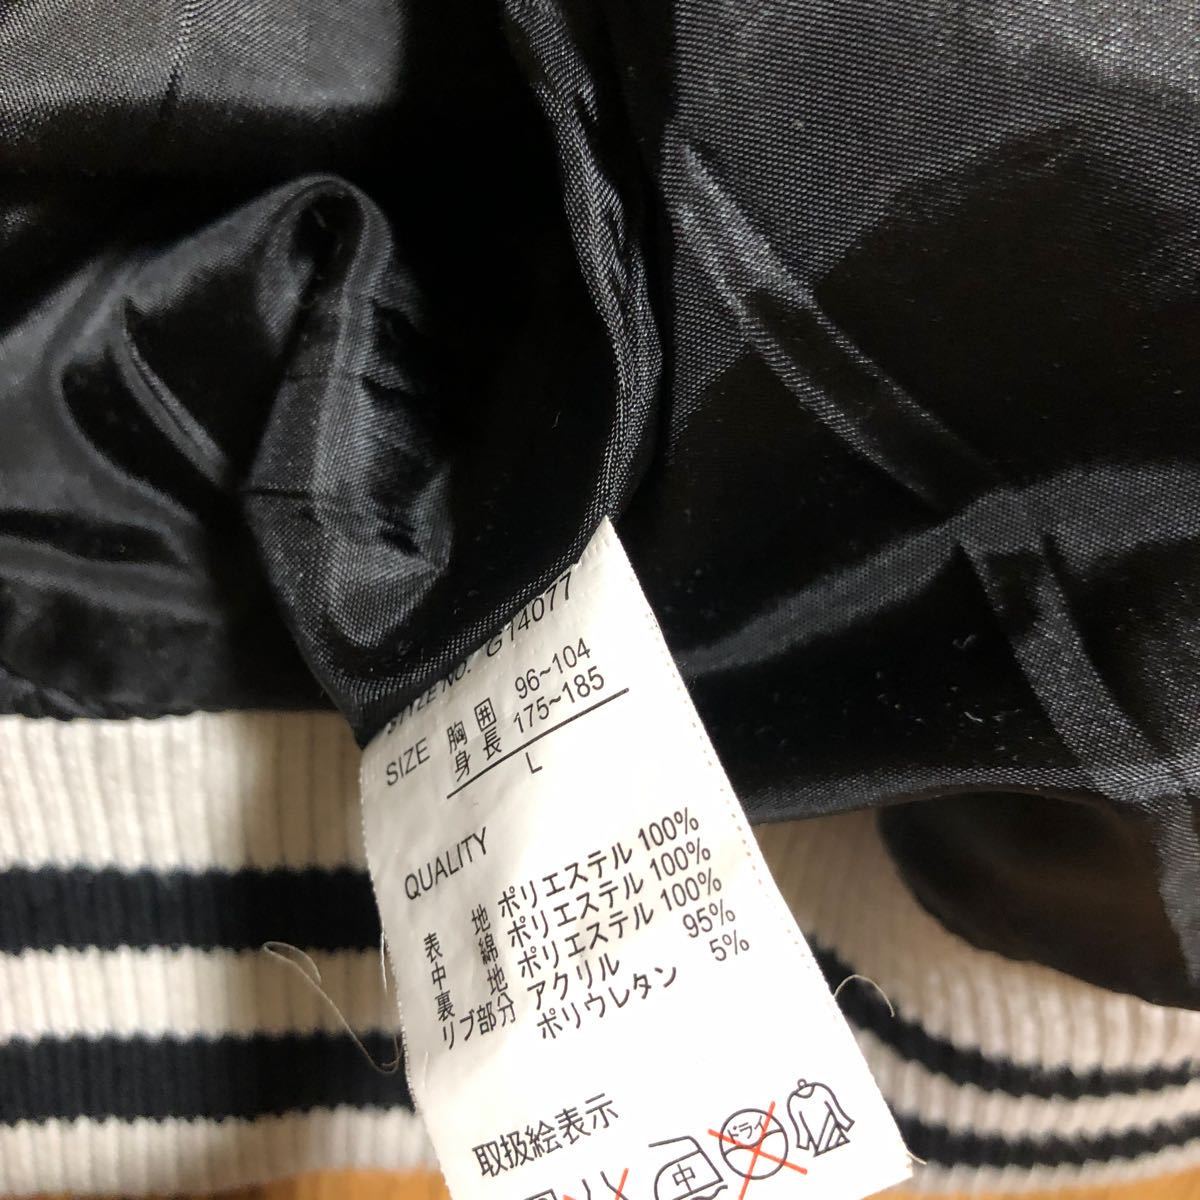 STYLE NO. G14077
SIZE 胸囲 96~104
身長 175~185
L
QUALITY
表地 ポリエステル 100%
中綿 ポリエステル 100%
裏地 ポリエステル 100%
リブ部分 アクリル 95%
ポリウレタン 5%
取扱絵表示
中
ドライ